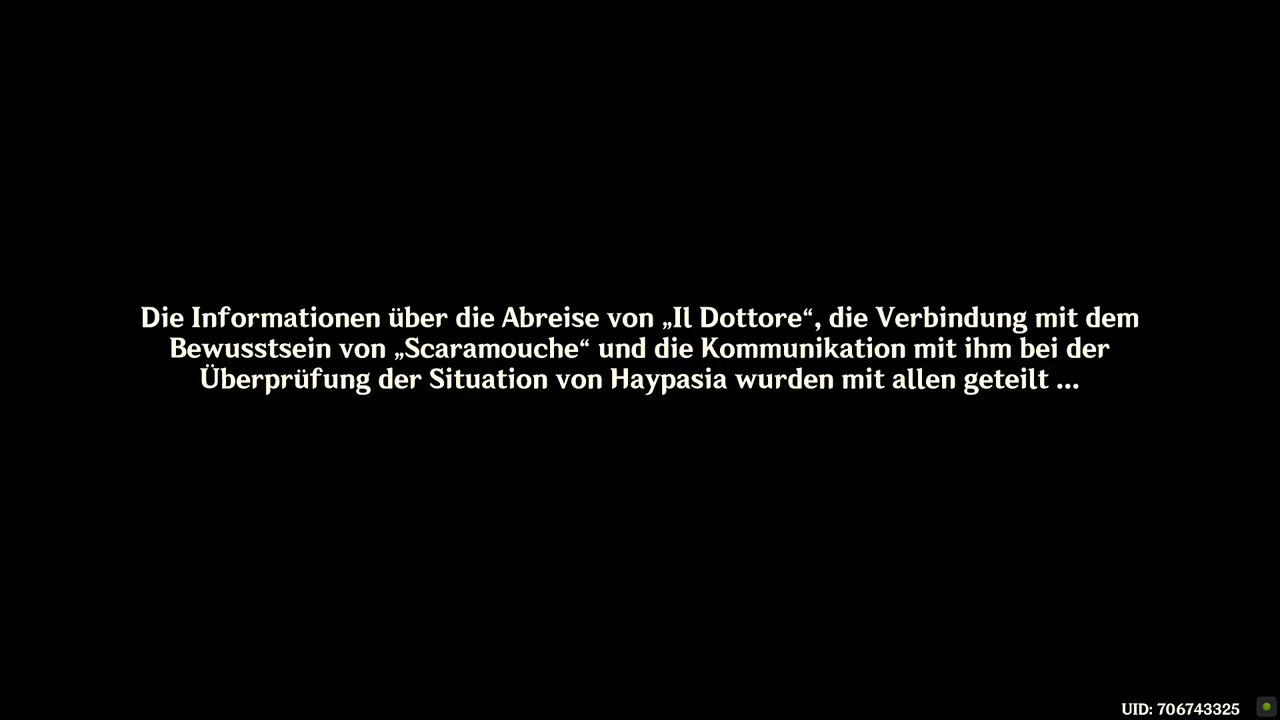 Die Informationen über die Abreise von „Il Dottore“, die Verbindung mit dem
Bewusstsein von „Scaramouche“ und die Kommunikation mit ihm bei der
Überprüfung der Situation von Haypasia wurden mit allen geteilt ...
UID: 706743325